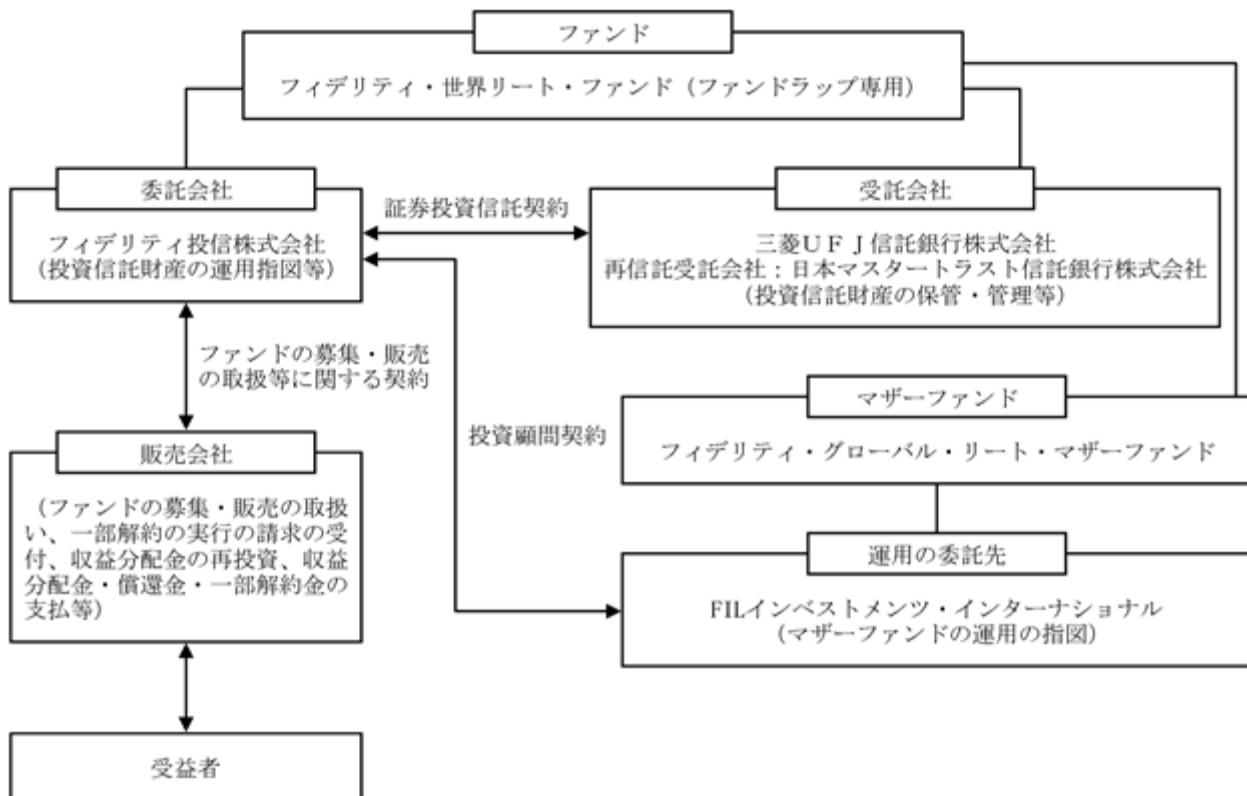 ファンド
フィデリティ・世界リート・ファンド（ファンドラップ専用）
委託会社
フィデリティ投信株式会社
（投資信託財産の運用指図等）
証券投資信託契約
受託会社
三菱ＵＦＪ信託銀行株式会社
再信託受託会社：日本マスタートラスト信託銀行株式会社
（投資信託財産の保管・管理等）
ファンドの募集・販売
の取扱等に関する契約
投資顧問契約
マザーファンド
フィデリティ・グローバル・リート・マザーファンド
販売会社
（ファンドの募集・販売の取扱
い、一部解約の実行の請求の受
付、収益分配金の再投資、収益
分配金・償還金・一部解約金の
支払等）
運用の委託先
FILインベストメンツ・インターナショナル
（マザーファンドの運用の指図）
受益者